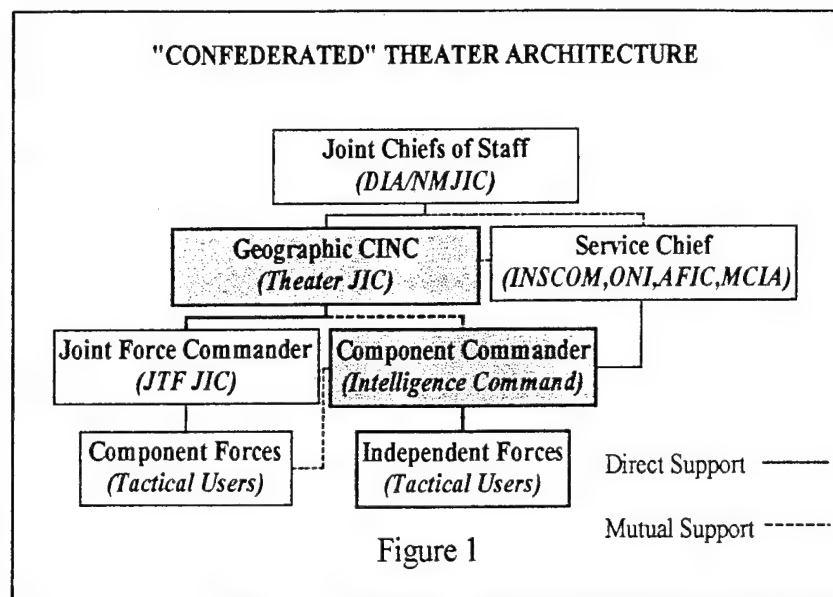 "CONFEDERATED" THEATER ARCHITECTURE
Joint Chiefs of Staff
(DIA/NMJIC)
Geographic CINC
(Theater JIC)
Service Chief
(INSCOM,ONI,AFIC,MCIA)
Joint Force Commander
(JTF JIC)
Component Commander
(Intelligence Command)
Component Forces
(Tactical Users)
Independent Forces
(Tactical Users)
Direct Support
Mutual Support
Figure 1